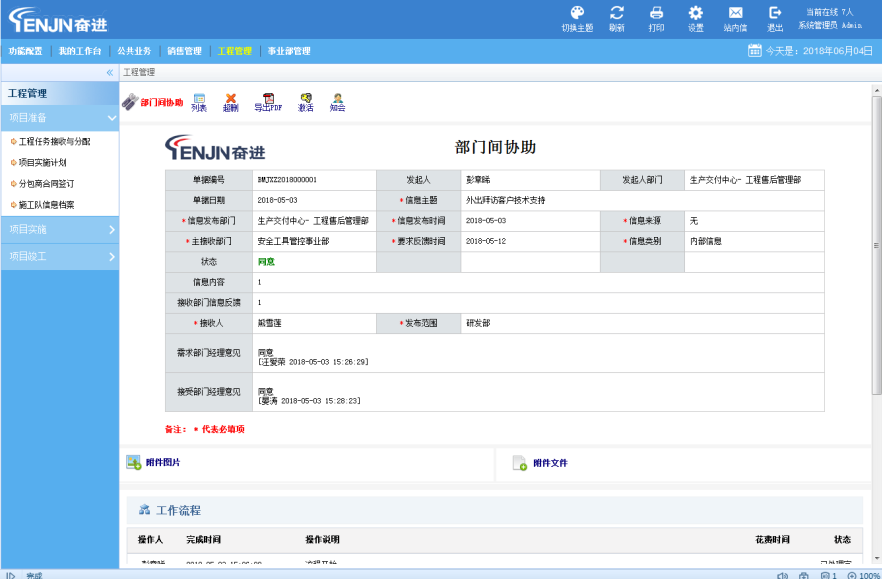 ENJIN奋进
切换主题 刷新 打印 设置 站内信 退出
当前在线 7人
系统管理员 Admin
功能配置 我的工作台 公共业务 销售管理 工程管理 事业部管理
今天是：2018年06月04日
工程管理
项目准备
工程任务接收与分配
项目实施计划
分包商合同签订
施工队信息档案
项目实施
项目竣工
工程管理
部门间协助 列表 超删 导出PDF 激活 知会
ENJIN奋进
部门间协助
单据编号 BMJXZ2018000001 发起人 彭章晞 发起人部门 生产交付中心- 工程售后管理部
单据日期 2018-05-03 * 信息主题 外出拜访客户技术支持
* 信息发布部门 生产交付中心- 工程售后管理部 * 信息发布时间 2018-05-03 * 信息来源 无
* 主接收部门 安全工具管控事业部 * 要求反馈时间 2018-05-12 * 信息类别 内部信息
状态 同意
信息内容 1
接收部门信息反馈 1
* 接收人 熊雪莲 * 发布范围 研发部
需求部门经理意见
同意
[汪爱荣 2018-05-03 15:26:29]
接受部门经理意见
同意
[晏涛 2018-05-03 15:28:23]
备注： * 代表必填项
附件图片 附件文件
工作流程
操作人 完成时间 操作说明 花费时间 状态
完成
1 100%